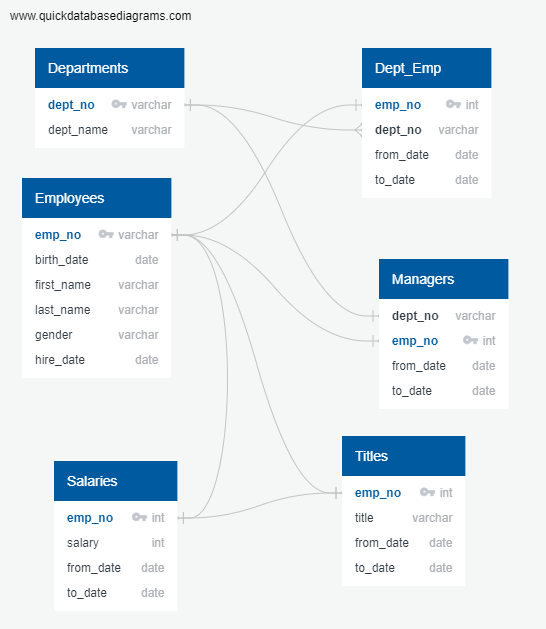 www.quickdatabasediagrams.com
Departments
dept_no varchar
dept_name varchar
Dept_Emp
emp_no int
dept_no varchar
from_date date
to_date date
Employees
emp_no varchar
birth_date date
first_name varchar
last_name varchar
gender varchar
hire_date date
Managers
dept_no varchar
emp_no int
from_date date
to_date date
Salaries
emp_no int
salary int
from_date date
to_date date
Titles
emp_no int
title varchar
from_date date
to_date date